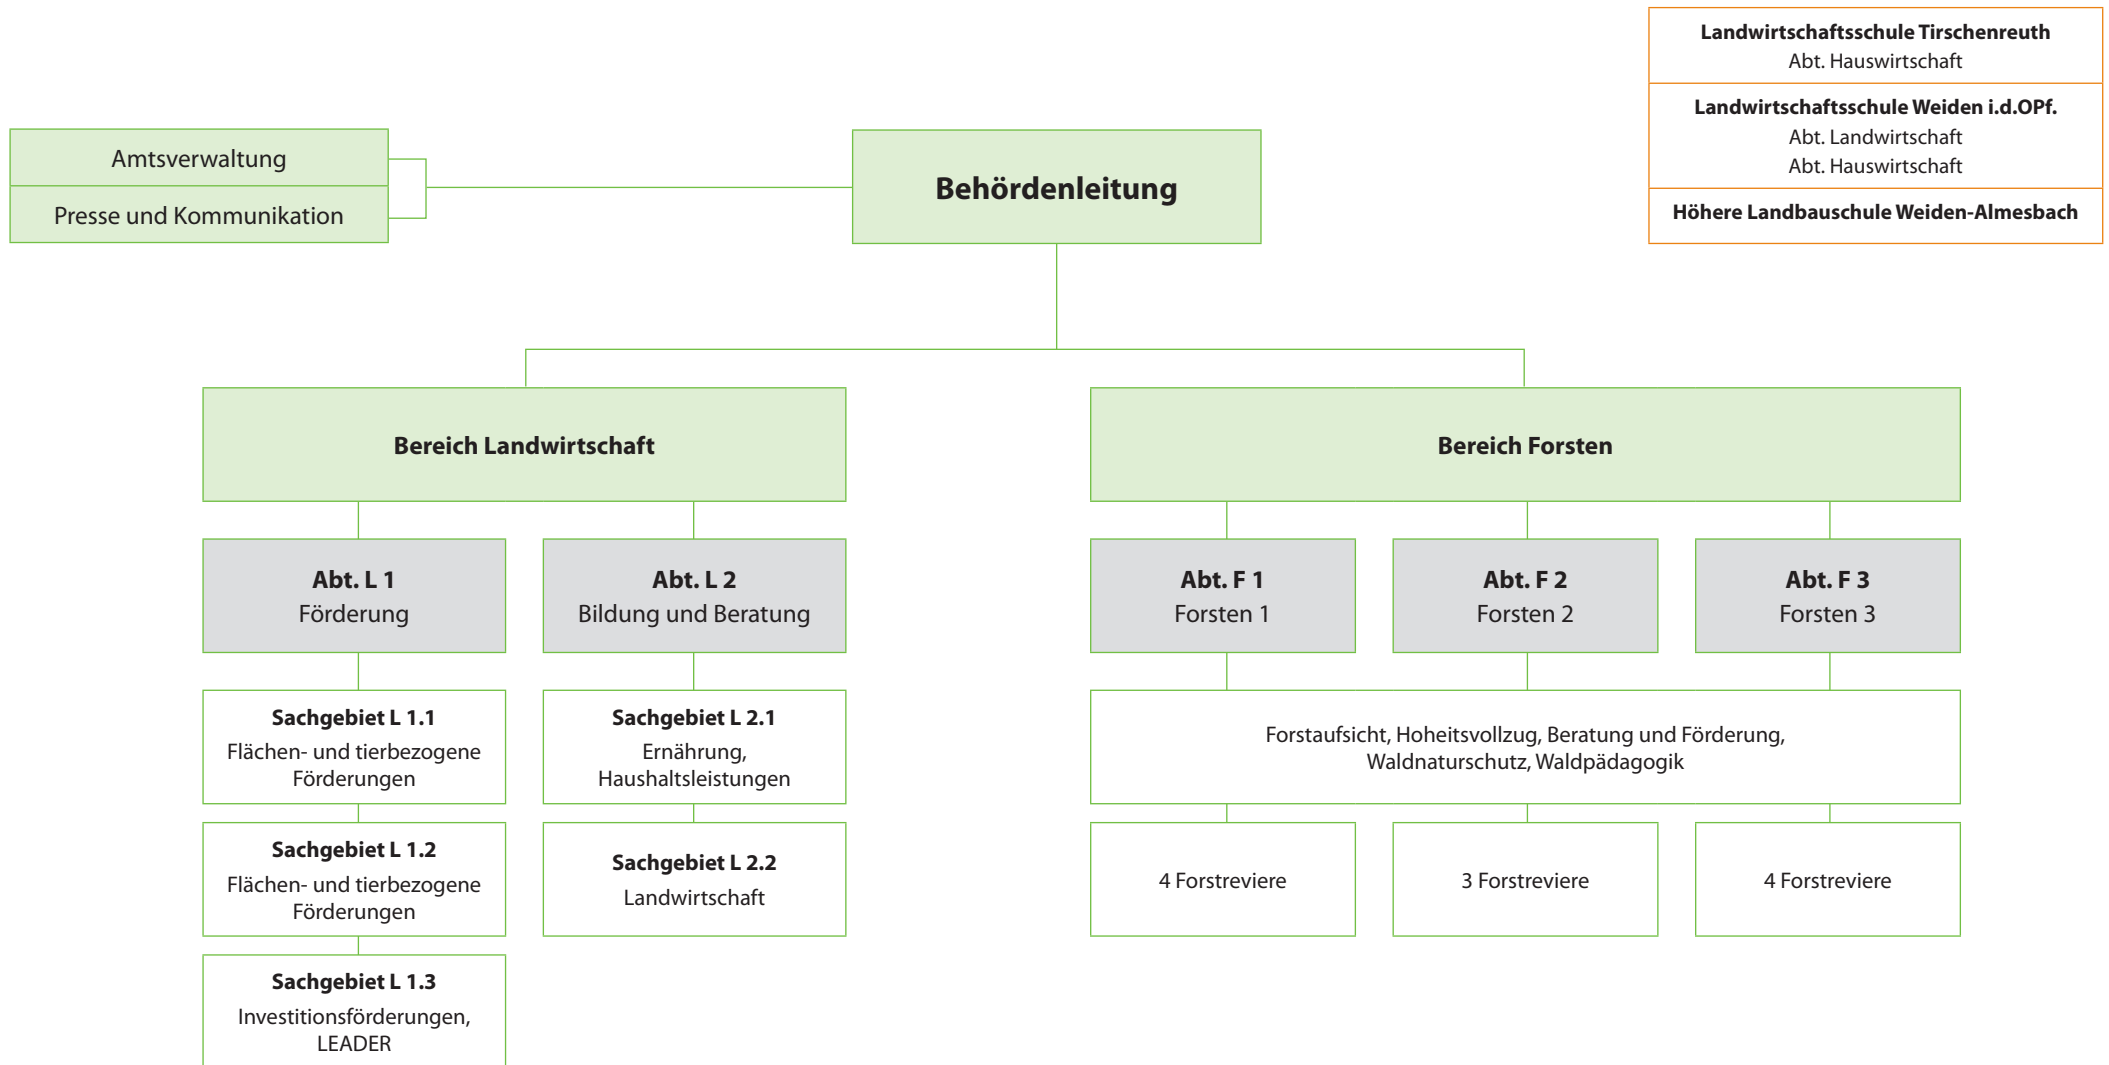 Landwirtschaftsschule Tirschenreuth
Abt. Hauswirtschaft
Landwirtschaftsschule Weiden i.d.OPf.
Abt. Landwirtschaft
Abt. Hauswirtschaft
Höhere Landbauschule Weiden-Almesbach
Amtsverwaltung
Presse und Kommunikation
Behördenleitung
Bereich Landwirtschaft
Abt. L 1
Förderung
Abt. L 2
Bildung und Beratung
Sachgebiet L 1.1
Flächen- und tierbezogene
Förderungen
Sachgebiet L 1.2
Flächen- und tierbezogene
Förderungen
Sachgebiet L 1.3
Investitionsförderungen,
LEADER
Sachgebiet L 2.1
Ernährung,
Haushaltsleistungen
Sachgebiet L 2.2
Landwirtschaft
Bereich Forsten
Abt. F 1
Forsten 1
Abt. F 2
Forsten 2
Abt. F 3
Forsten 3
Forstaufsicht, Hoheitsvollzug, Beratung und Förderung,
Waldnaturschutz, Waldpädagogik
4 Forstreviere
3 Forstreviere
4 Forstreviere